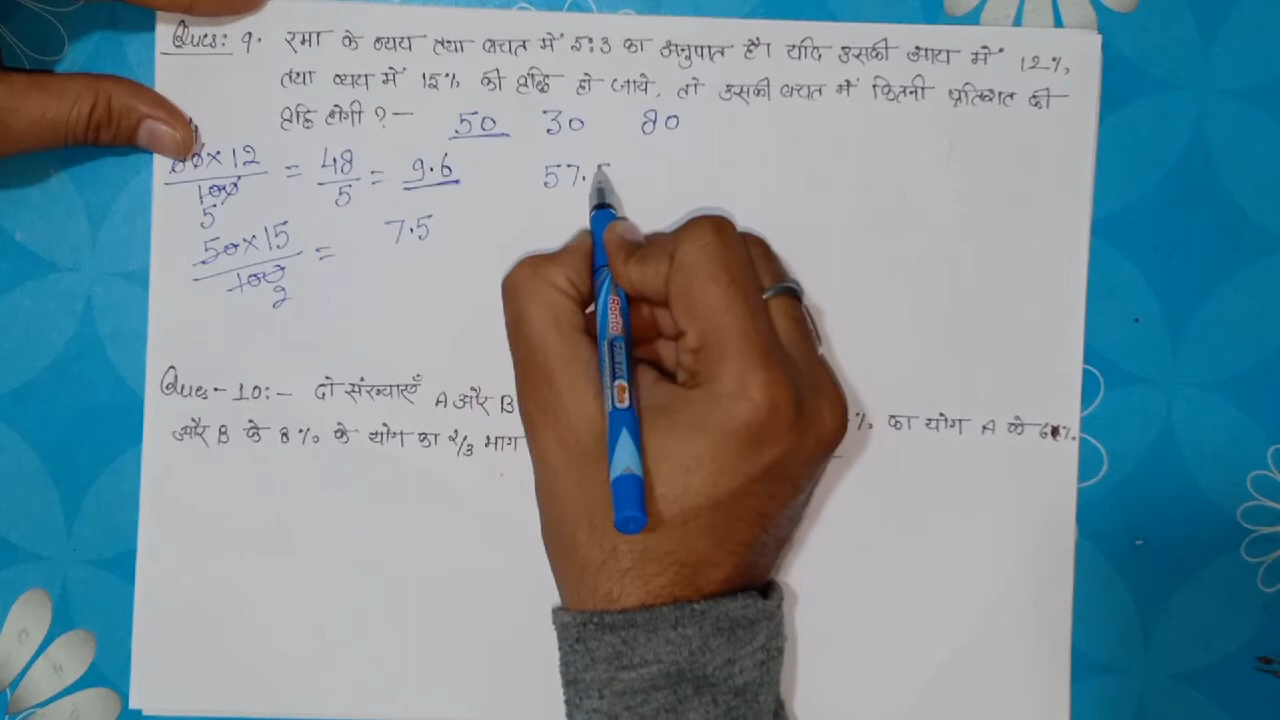 Ques: 9. रमा के व्यय तथा बचत में 5:3 का अनुपात है। यदि उसकी आय में 12%
तथा व्यय में 15% की वृद्धि हो जाये, तो उसकी बचत में कितनी प्रतिशत की
वृद्धि होगी ? — 50 30 80
×12 / 100 = 48/5 = 9.6 57.5
5
50×15 / 100 = 7.5
2
Ques-10:- दो संख्याएँ A और B % का योग A के 6%
और B के 8% के योग का 2/3 भाग
Rorito